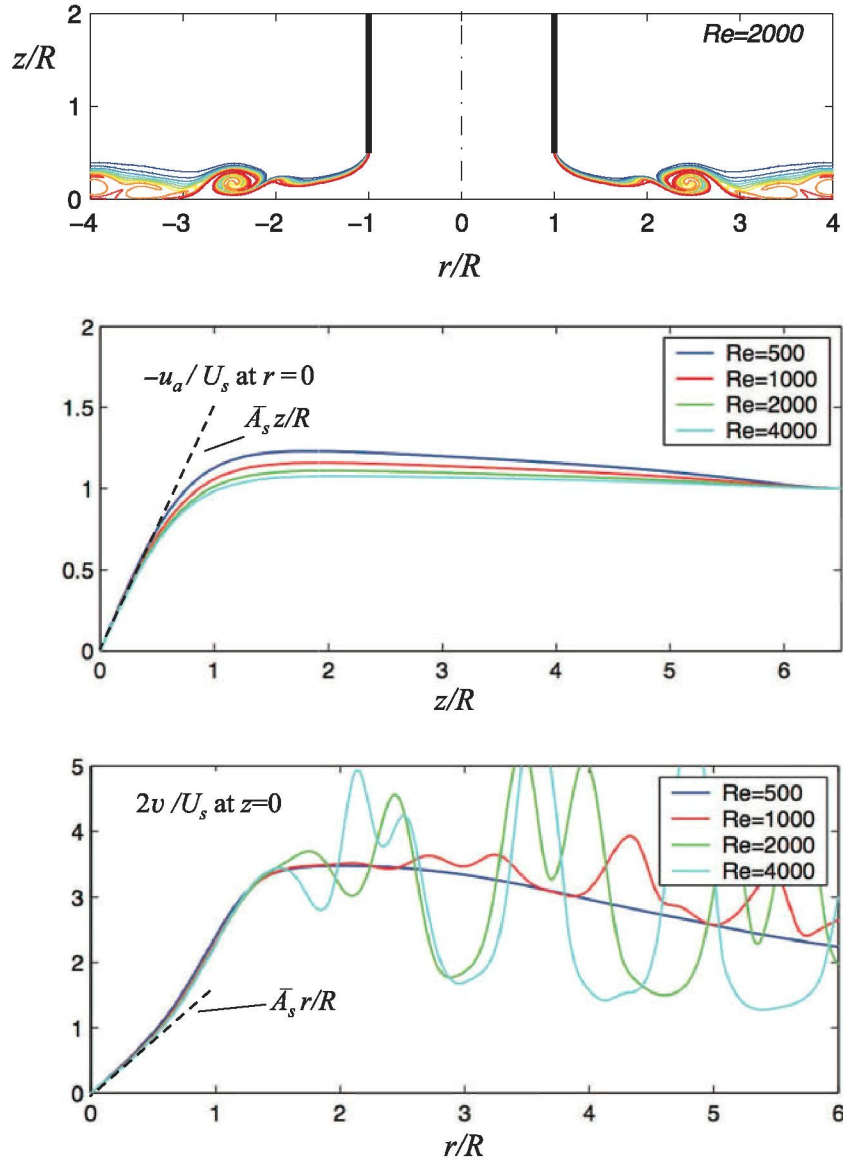 2
z/R
1
0
Re=2000
−4 −3 −2 −1 0 1 2 3 4
r/R
2
1.5
1
0.5
0
−u_a / U_s at r = 0
Ā_s z/R
Re=500
Re=1000
Re=2000
Re=4000
0 1 2 3 4 5 6
z/R
5
4
3
2
1
0
2v /U_s at z=0
Ā_s r/R
Re=500
Re=1000
Re=2000
Re=4000
0 1 2 3 4 5 6
r/R